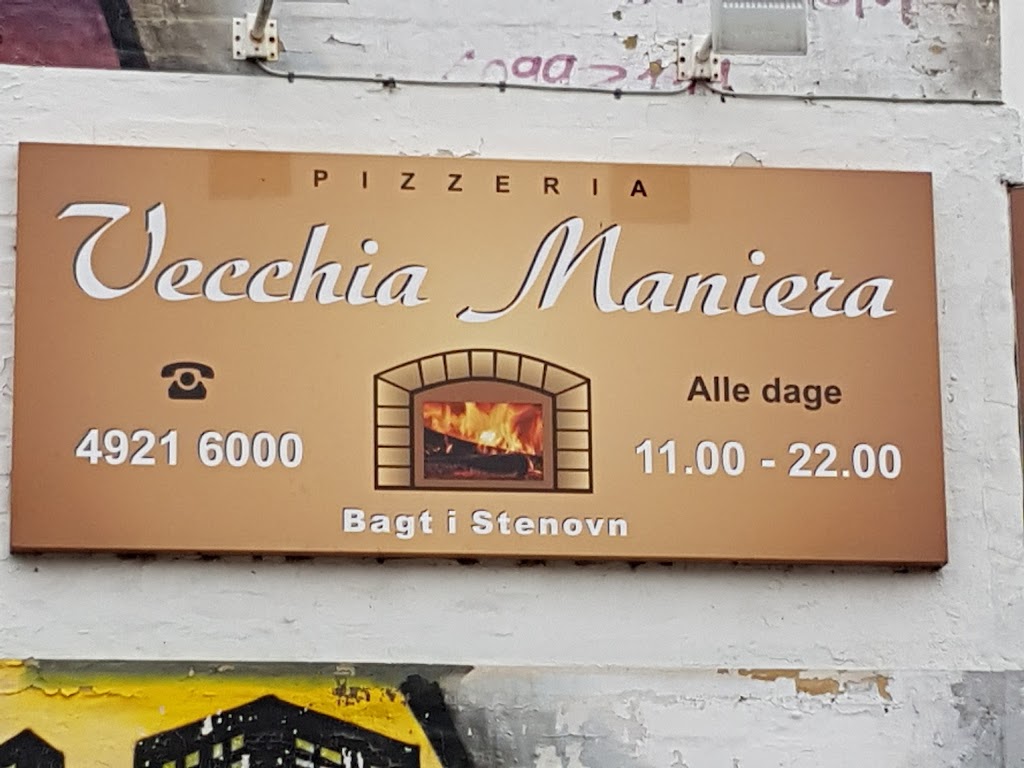 PIZZERIA
Vecchia Maniera
Alle dage
4921 6000
11.00 - 22.00
Bagt i Stenovn